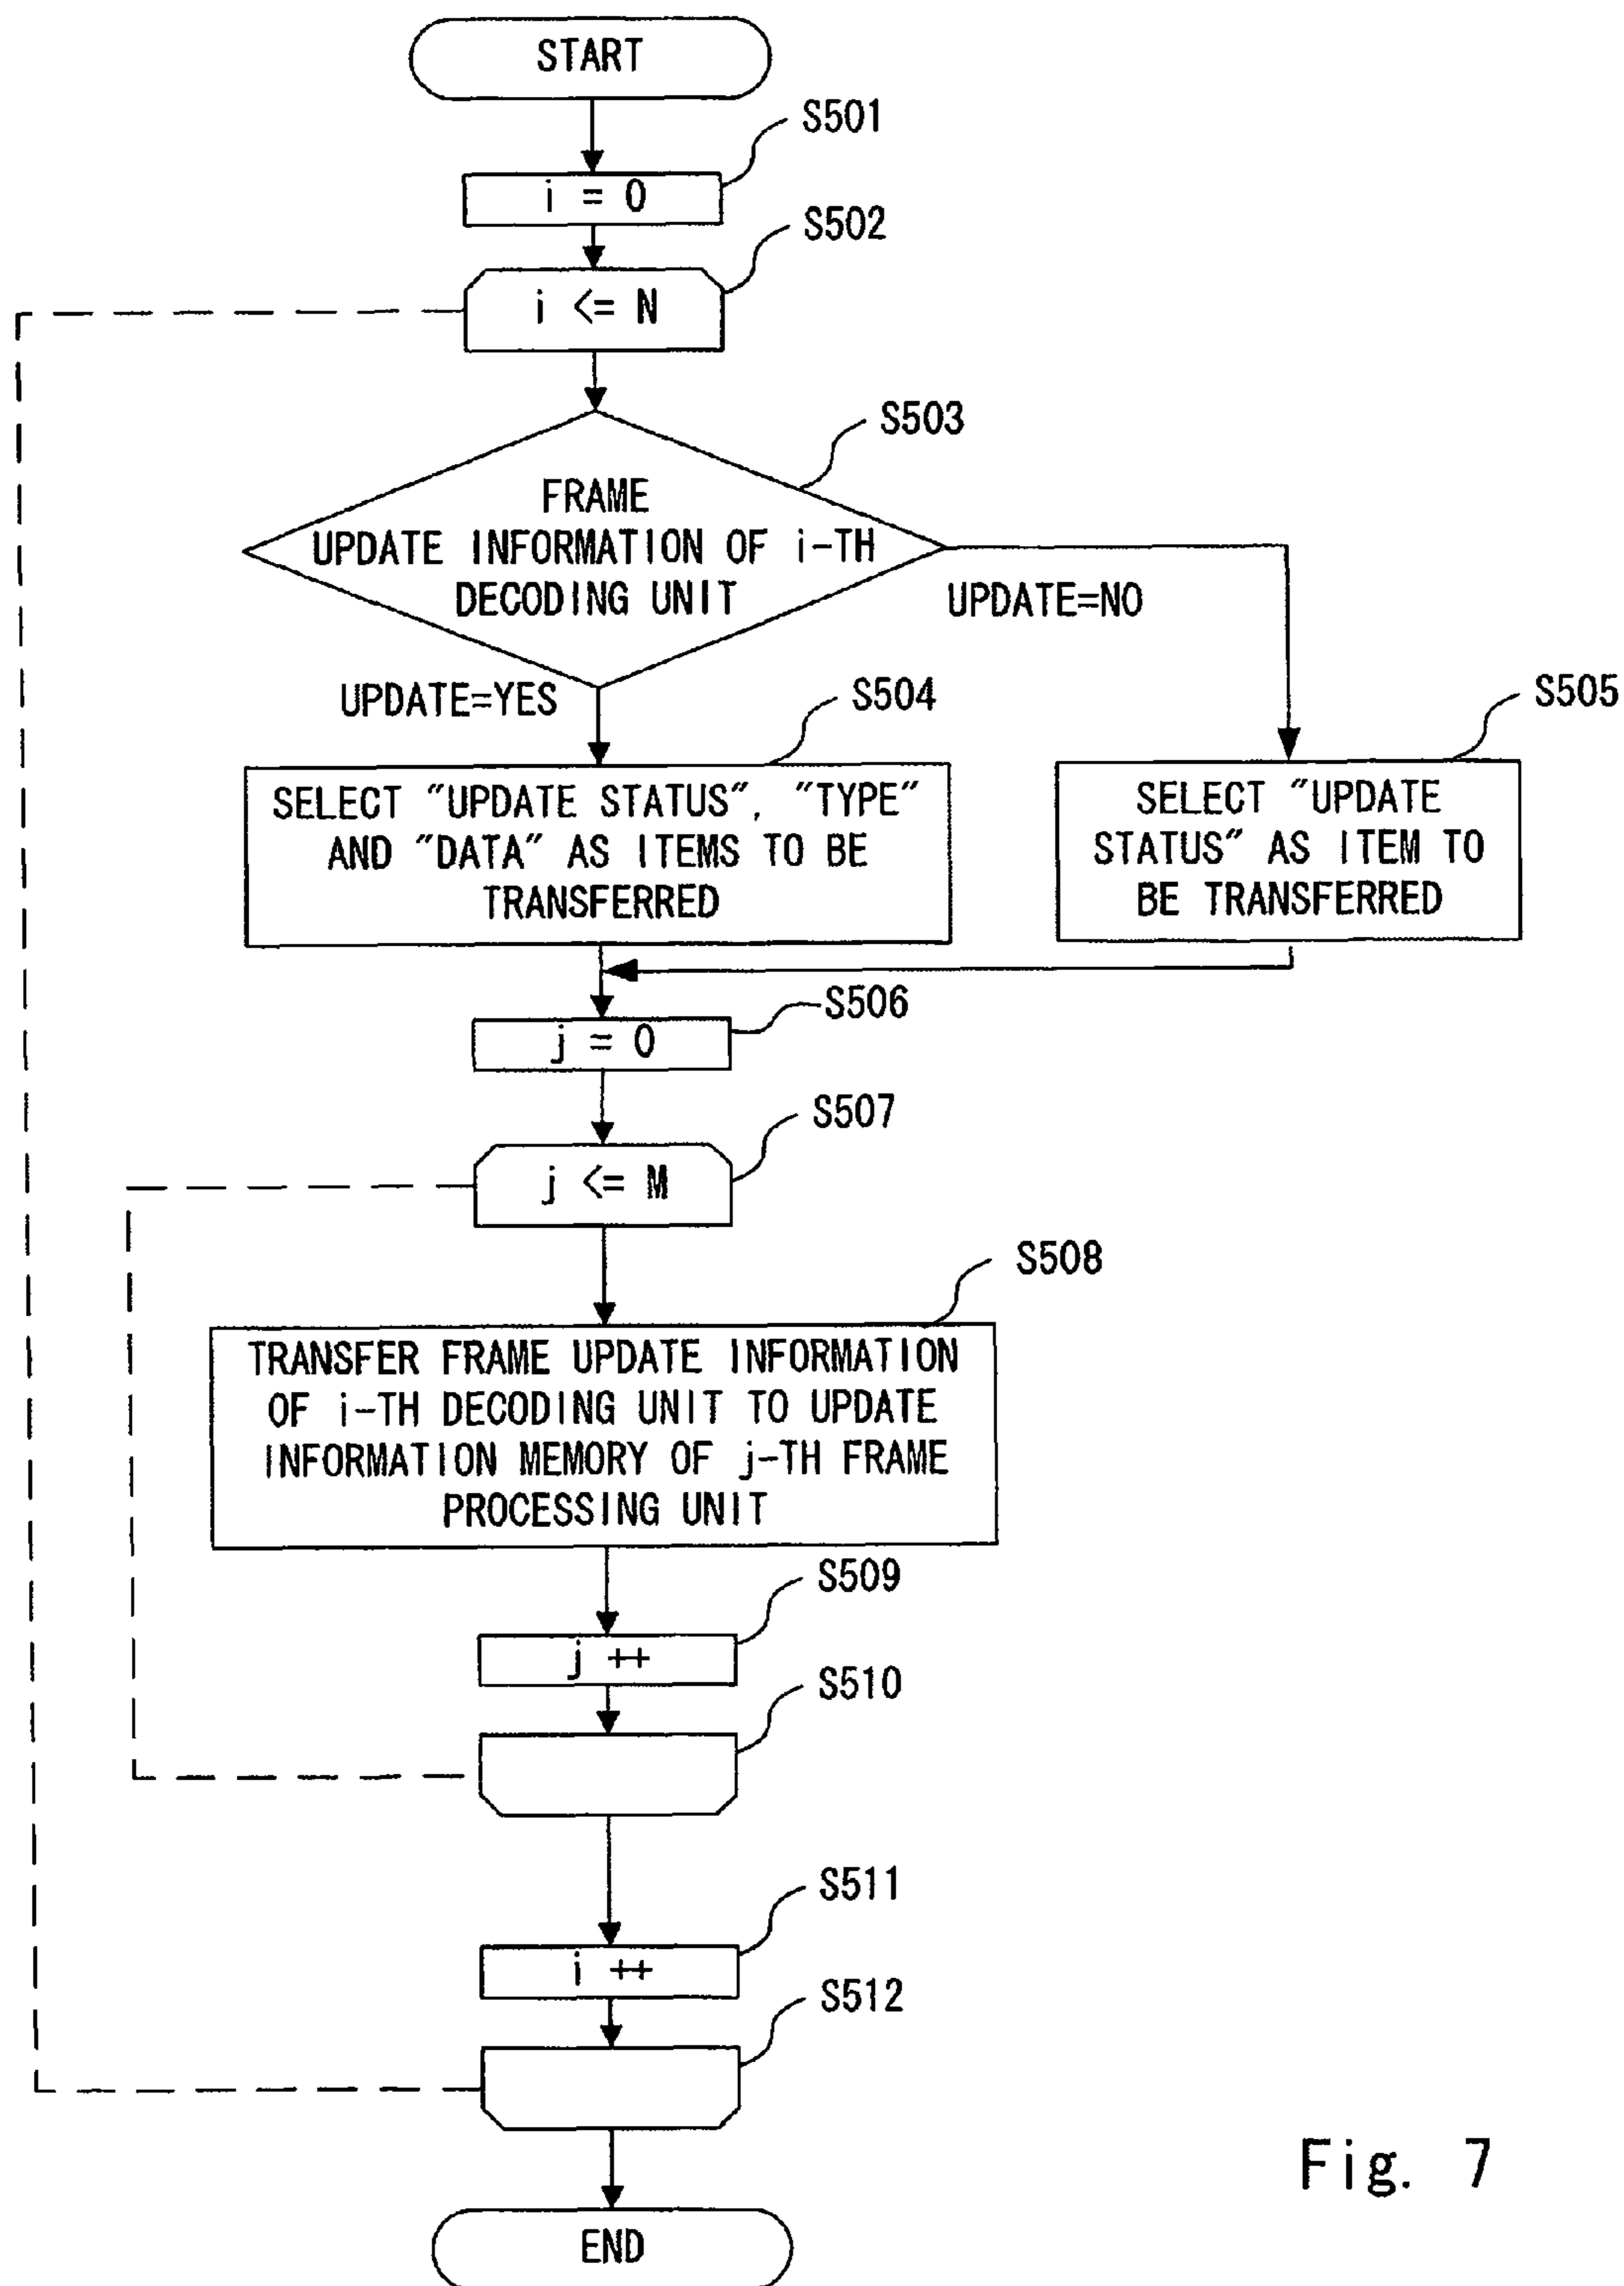 START
S501
i = 0
S502
i <= N
S503
FRAME
UPDATE INFORMATION OF i-TH
DECODING UNIT
UPDATE=NO
UPDATE=YES
S504
S505
SELECT "UPDATE STATUS", "TYPE"
AND "DATA" AS ITEMS TO BE
TRANSFERRED
SELECT "UPDATE
STATUS" AS ITEM TO
BE TRANSFERRED
S506
j = 0
S507
j <= M
S508
TRANSFER FRAME UPDATE INFORMATION
OF i-TH DECODING UNIT TO UPDATE
INFORMATION MEMORY OF j-TH FRAME
PROCESSING UNIT
S509
j ++
S510
S511
i ++
S512
END
Fig. 7